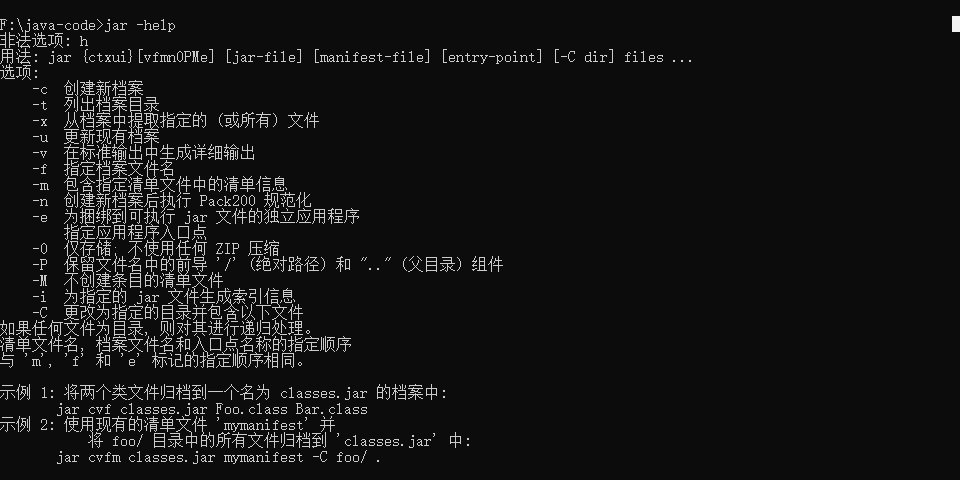 F:\java-code>jar -help
非法选项: h
用法: jar {ctxui}[vfmn0PMe] [jar-file] [manifest-file] [entry-point] [-C dir] files ...
选项:
    -c  创建新档案
    -t  列出档案目录
    -x  从档案中提取指定的 (或所有) 文件
    -u  更新现有档案
    -v  在标准输出中生成详细输出
    -f  指定档案文件名
    -m  包含指定清单文件中的清单信息
    -n  创建新档案后执行 Pack200 规范化
    -e  为捆绑到可执行 jar 文件的独立应用程序
        指定应用程序入口点
    -0  仅存储; 不使用任何 ZIP 压缩
    -P  保留文件名中的前导 '/' (绝对路径) 和 ".." (父目录) 组件
    -M  不创建条目的清单文件
    -i  为指定的 jar 文件生成索引信息
    -C  更改为指定的目录并包含以下文件
如果任何文件为目录, 则对其进行递归处理。
清单文件名, 档案文件名和入口点名称的指定顺序
与 'm', 'f' 和 'e' 标记的指定顺序相同。
示例 1: 将两个类文件归档到一个名为 classes.jar 的档案中:
       jar cvf classes.jar Foo.class Bar.class
示例 2: 使用现有的清单文件 'mymanifest' 并
           将 foo/ 目录中的所有文件归档到 'classes.jar' 中:
       jar cvfm classes.jar mymanifest -C foo/ .